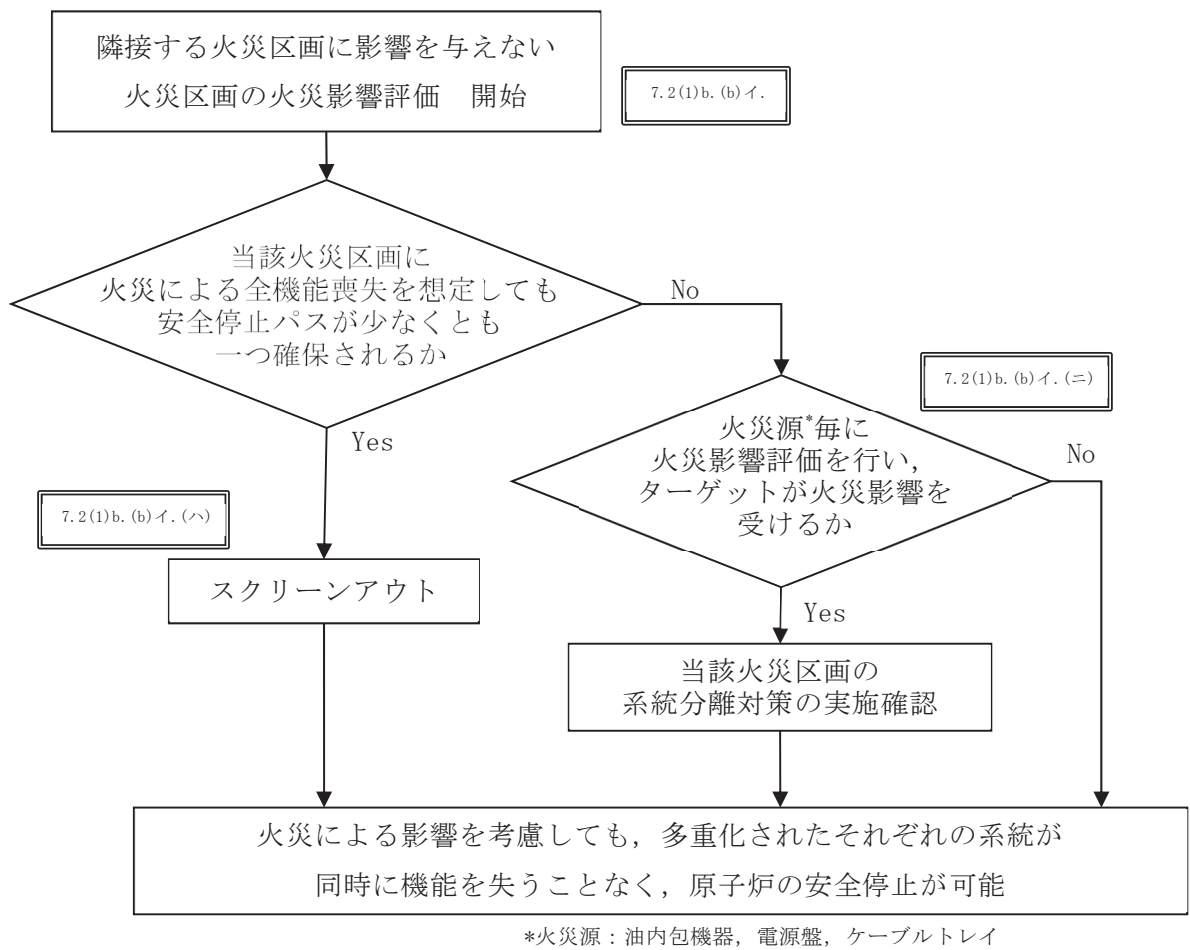 隣接する火災区画に影響を与えない
火災区画の火災影響評価　開始
7.2(1)b.(b)イ.
当該火災区画に
火災による全機能喪失を想定しても
安全停止パスが少なくとも
一つ確保されるか
No
Yes
7.2(1)b.(b)イ.(ニ)
火災源*毎に
火災影響評価を行い，
ターゲットが火災影響を
受けるか
No
Yes
7.2(1)b.(b)イ.(ハ)
スクリーンアウト
当該火災区画の
系統分離対策の実施確認
火災による影響を考慮しても，多重化されたそれぞれの系統が
同時に機能を失うことなく，原子炉の安全停止が可能
*火災源：油内包機器，電源盤，ケーブルトレイ